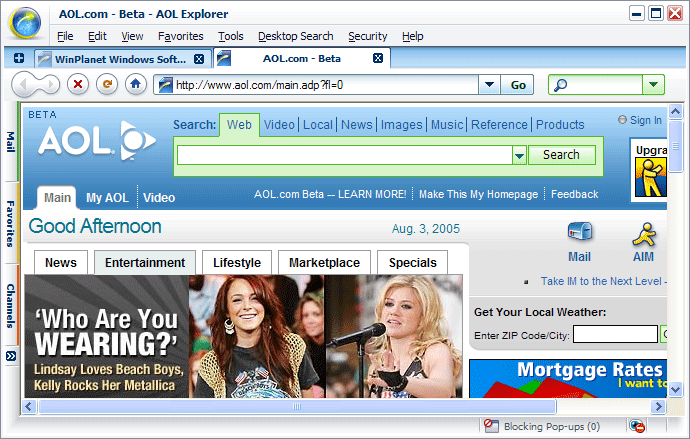 AOL.com - Beta - AOL Explorer
File Edit View Favorites Tools Desktop Search Security Help
WinPlanet Windows Soft...
AOL.com - Beta
http://www.aol.com/main.adp?fl=0
Go
Mail
Favorites
Channels
BETA
AOL
Search: Web Video Local News Images Music Reference Products
Search
Sign In
Upgra
Main My AOL Video
AOL.com Beta -- LEARN MORE! Make This My Homepage Feedback
Good Afternoon
Aug. 3, 2005
Mail
AIM
Take IM to the Next Level -
News Entertainment Lifestyle Marketplace Specials
'Who Are You
WEARING?'
Lindsay Loves Beach Boys,
Kelly Rocks Her Metallica
Get Your Local Weather:
Enter ZIP Code/City:
Mortgage Rates
I want to
Blocking Pop-ups (0)